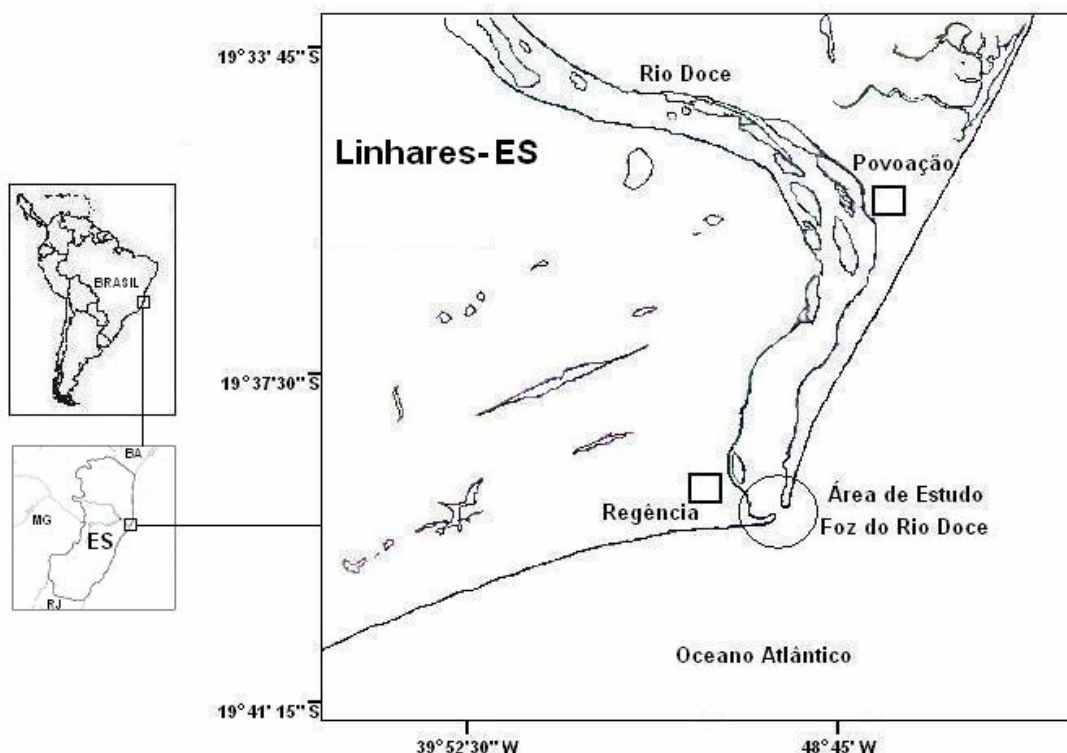 19° 33' 45" S
Rio Doce
Linhares-ES
Povoação
BRASIL
19° 37' 30" S
BA
MG
ES
RJ
Regência
Área de Estudo
Foz do Rio Doce
Oceano Atlântico
19° 41' 15" S
39° 52' 30" W
48° 45' W